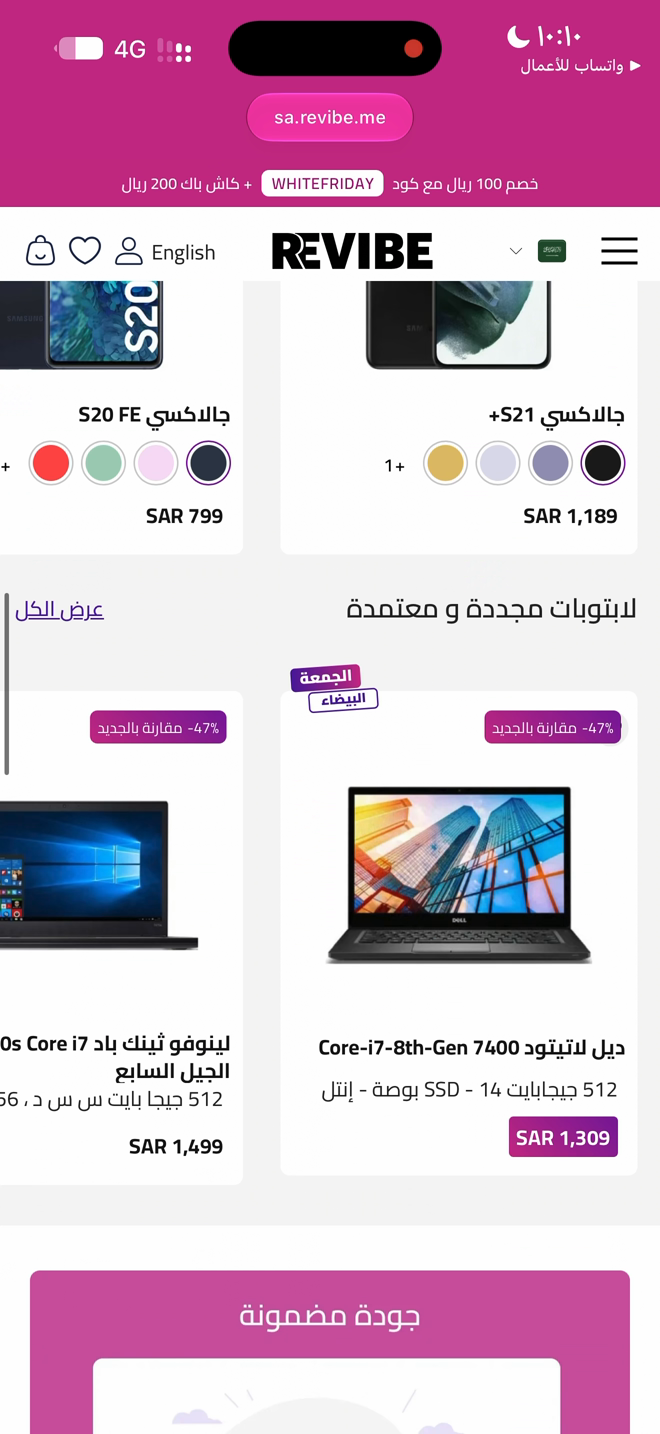 ١٠:١٠
4G
◀ واتساب للأعمال
sa.revibe.me
خصم 100 ريال مع كود WHITEFRIDAY + كاش باك 200 ريال
REVIBE
English
S20
جالاكسي S21+
+1
SAR 1,189
جالاكسي S20 FE
+
SAR 799
لابتوبات مجددة و معتمدة
عرض الكل
الجمعة
البيضاء
-47% مقارنة بالجديد
DELL
ديل لاتيتود 7400 Core-i7-8th-Gen
512 جيجابايت SSD - 14 بوصة - إنتل
SAR 1,309
-47% مقارنة بالجديد
لينوفو ثينك باد 0s Core i7
الجيل السابع
512 جيجا بايت س س د ، 56
SAR 1,499
جودة مضمونة